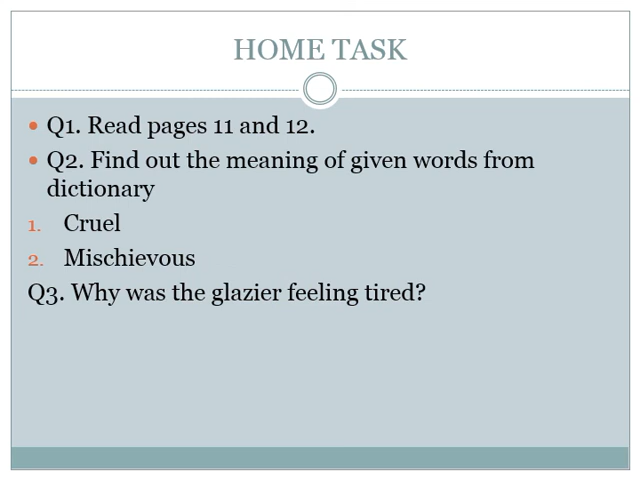 HOME TASK
• Q1. Read pages 11 and 12.
• Q2. Find out the meaning of given words from
dictionary
1. Cruel
2. Mischievous
Q3. Why was the glazier feeling tired?